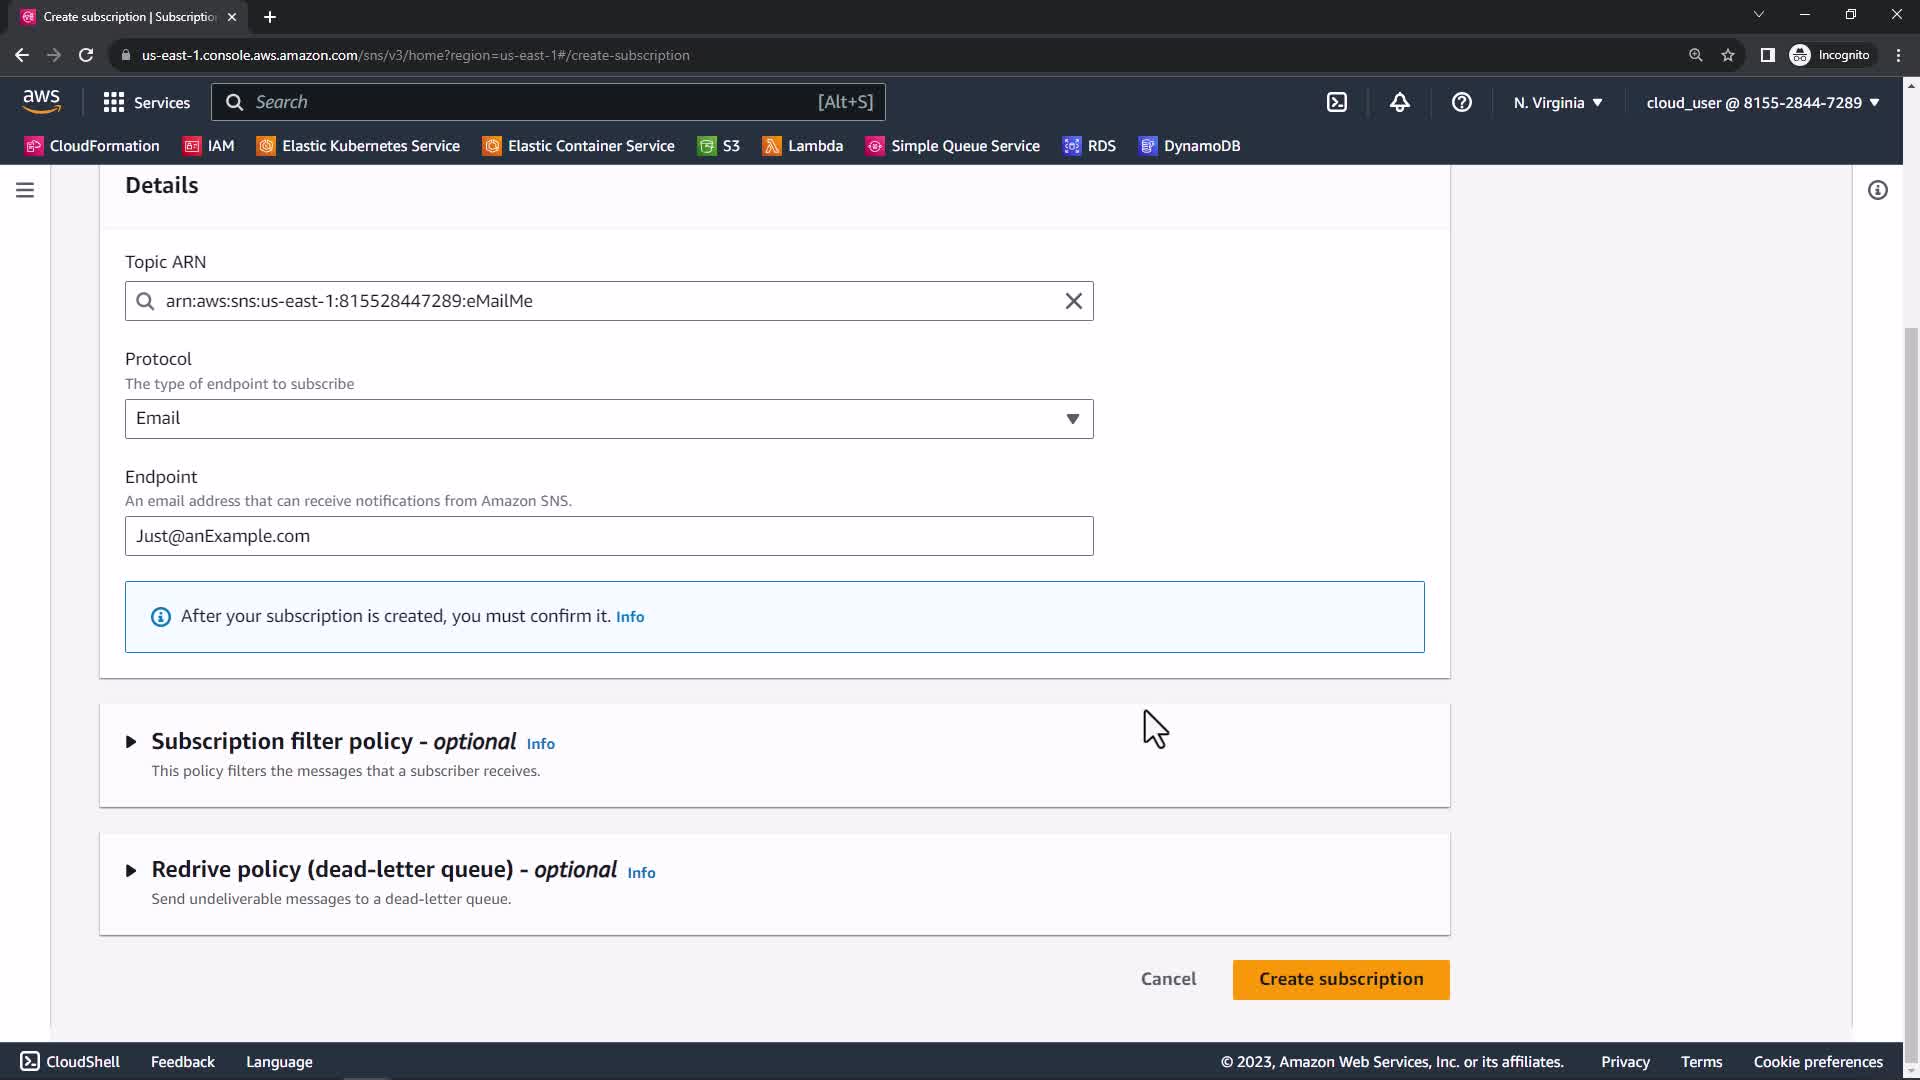 Create subscription | Subscriptio
us-east-1.console.aws.amazon.com/sns/v3/home?region=us-east-1#/create-subscription
Incognito
aws
Services
Search
[Alt+S]
N. Virginia
cloud_user @ 8155-2844-7289
CloudFormation
IAM
Elastic Kubernetes Service
Elastic Container Service
S3
Lambda
Simple Queue Service
RDS
DynamoDB
Details
Topic ARN
arn:aws:sns:us-east-1:815528447289:eMailMe
Protocol
The type of endpoint to subscribe
Email
Endpoint
An email address that can receive notifications from Amazon SNS.
Just@anExample.com
After your subscription is created, you must confirm it. Info
Subscription filter policy - optional Info
This policy filters the messages that a subscriber receives.
Redrive policy (dead-letter queue) - optional Info
Send undeliverable messages to a dead-letter queue.
Cancel
Create subscription
CloudShell
Feedback
Language
© 2023, Amazon Web Services, Inc. or its affiliates.
Privacy
Terms
Cookie preferences